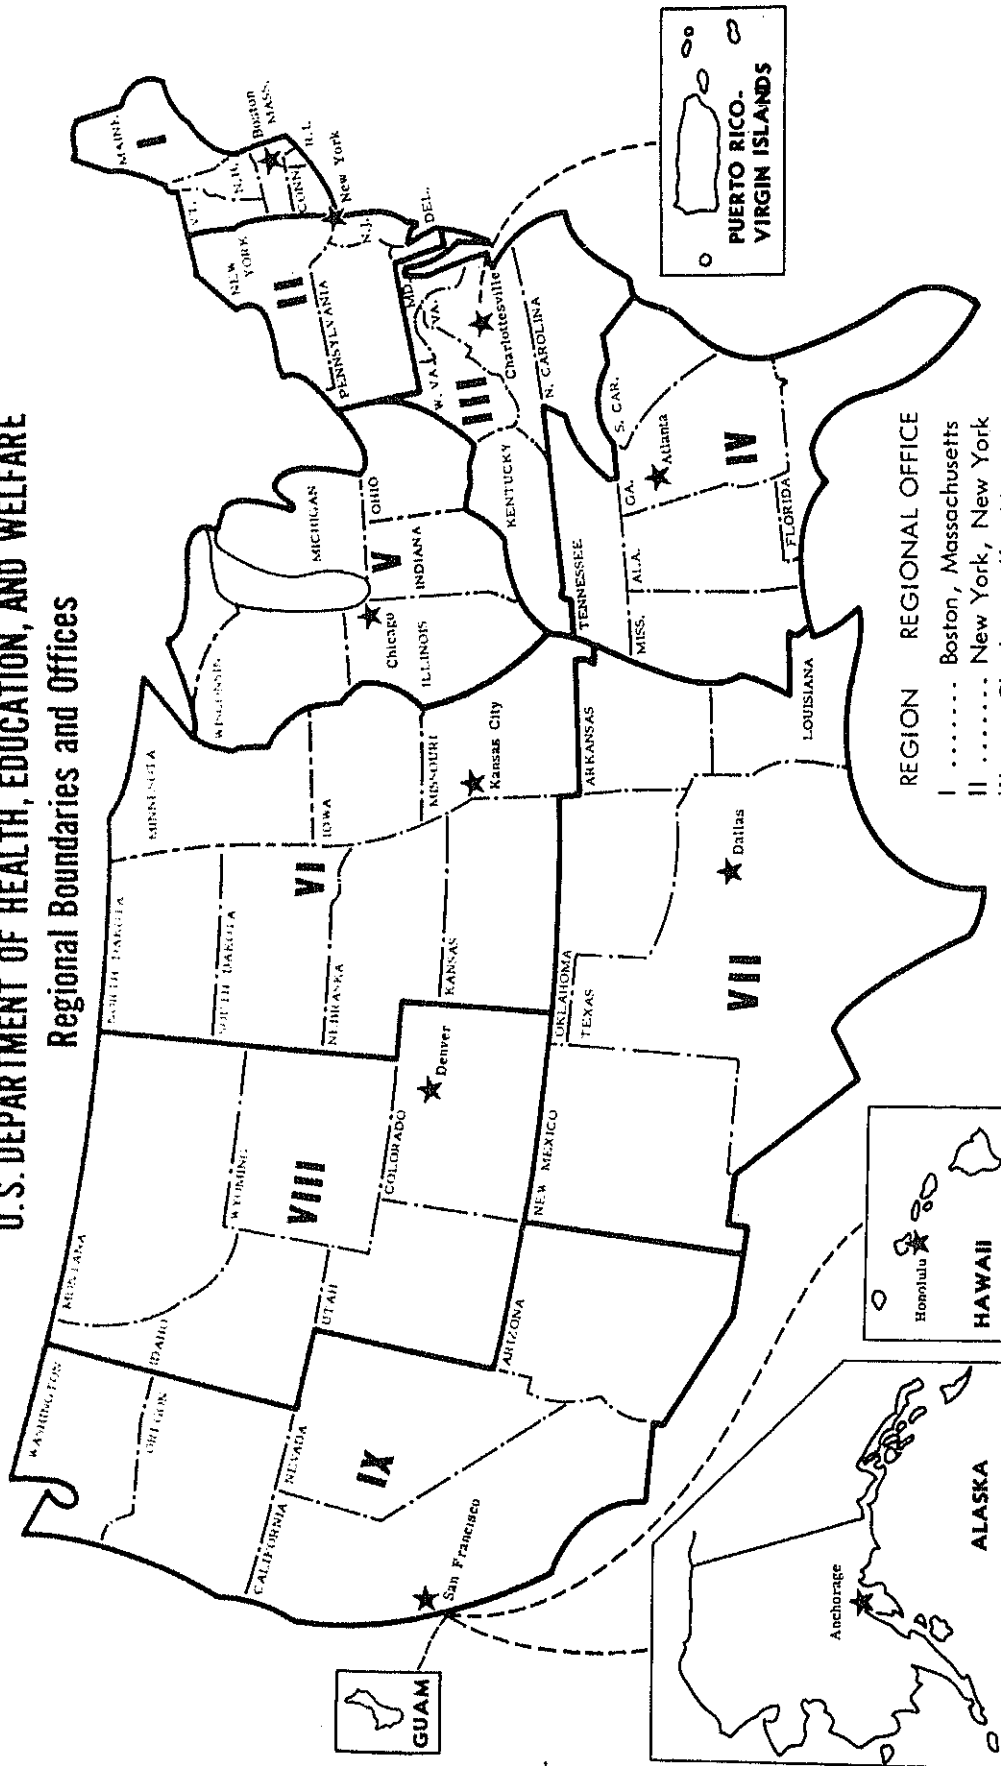 U.S. DEPARTMENT OF HEALTH, EDUCATION, AND WELFARE
Regional Boundaries and Offices
WASHINGTON
OREGON
IDAHO
MONTANA
WYOMING
NORTH DAKOTA
SOUTH DAKOTA
MINNESOTA
WISCONSIN
MICHIGAN
NEW YORK
VT.
N.H.
MAINE
I
Boston
MASS.
R.I.
CONN.
New York
II
PENNSYLVANIA
N.J.
CALIFORNIA
NEVADA
UTAH
VIII
COLORADO
Denver
NEBRASKA
VI
IOWA
KANSAS
MISSOURI
Kansas City
Chicago
ILLINOIS
V
INDIANA
OHIO
MD.
DEL.
W. VA.
VA.
III
Charlottesville
KENTUCKY
IX
San Francisco
ARIZONA
NEW MEXICO
OKLAHOMA
TEXAS
ARKANSAS
TENNESSEE
N. CAROLINA
S. CAR.
MISS.
ALA.
GA.
Atlanta
IV
Dallas
VII
LOUISIANA
FLORIDA
GUAM
PUERTO RICO-
VIRGIN ISLANDS
Anchorage
ALASKA
Honolulu
HAWAII
REGION REGIONAL OFFICE
I ....... Boston, Massachusetts
II ....... New York, New York